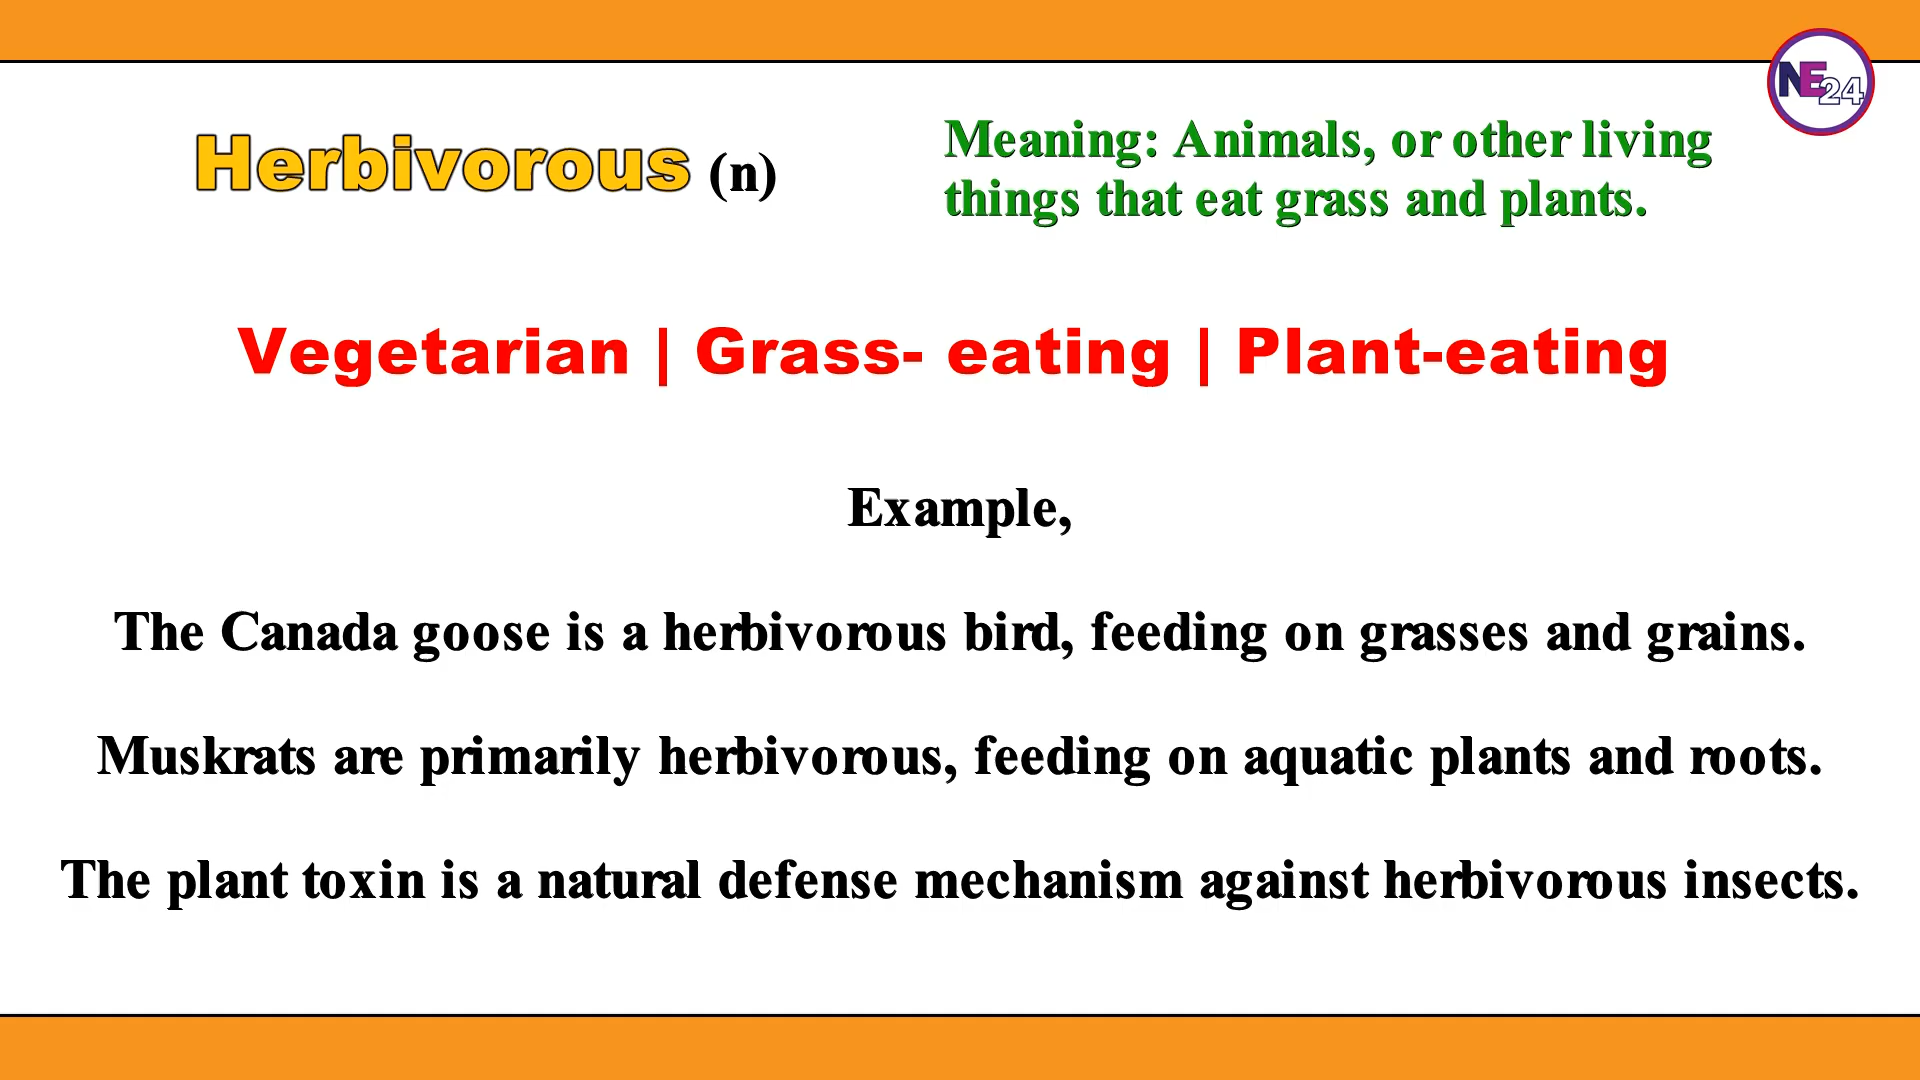 NE24
Herbivorous (n)
Meaning: Animals, or other living
things that eat grass and plants.
Vegetarian | Grass- eating | Plant-eating
Example,
The Canada goose is a herbivorous bird, feeding on grasses and grains.
Muskrats are primarily herbivorous, feeding on aquatic plants and roots.
The plant toxin is a natural defense mechanism against herbivorous insects.